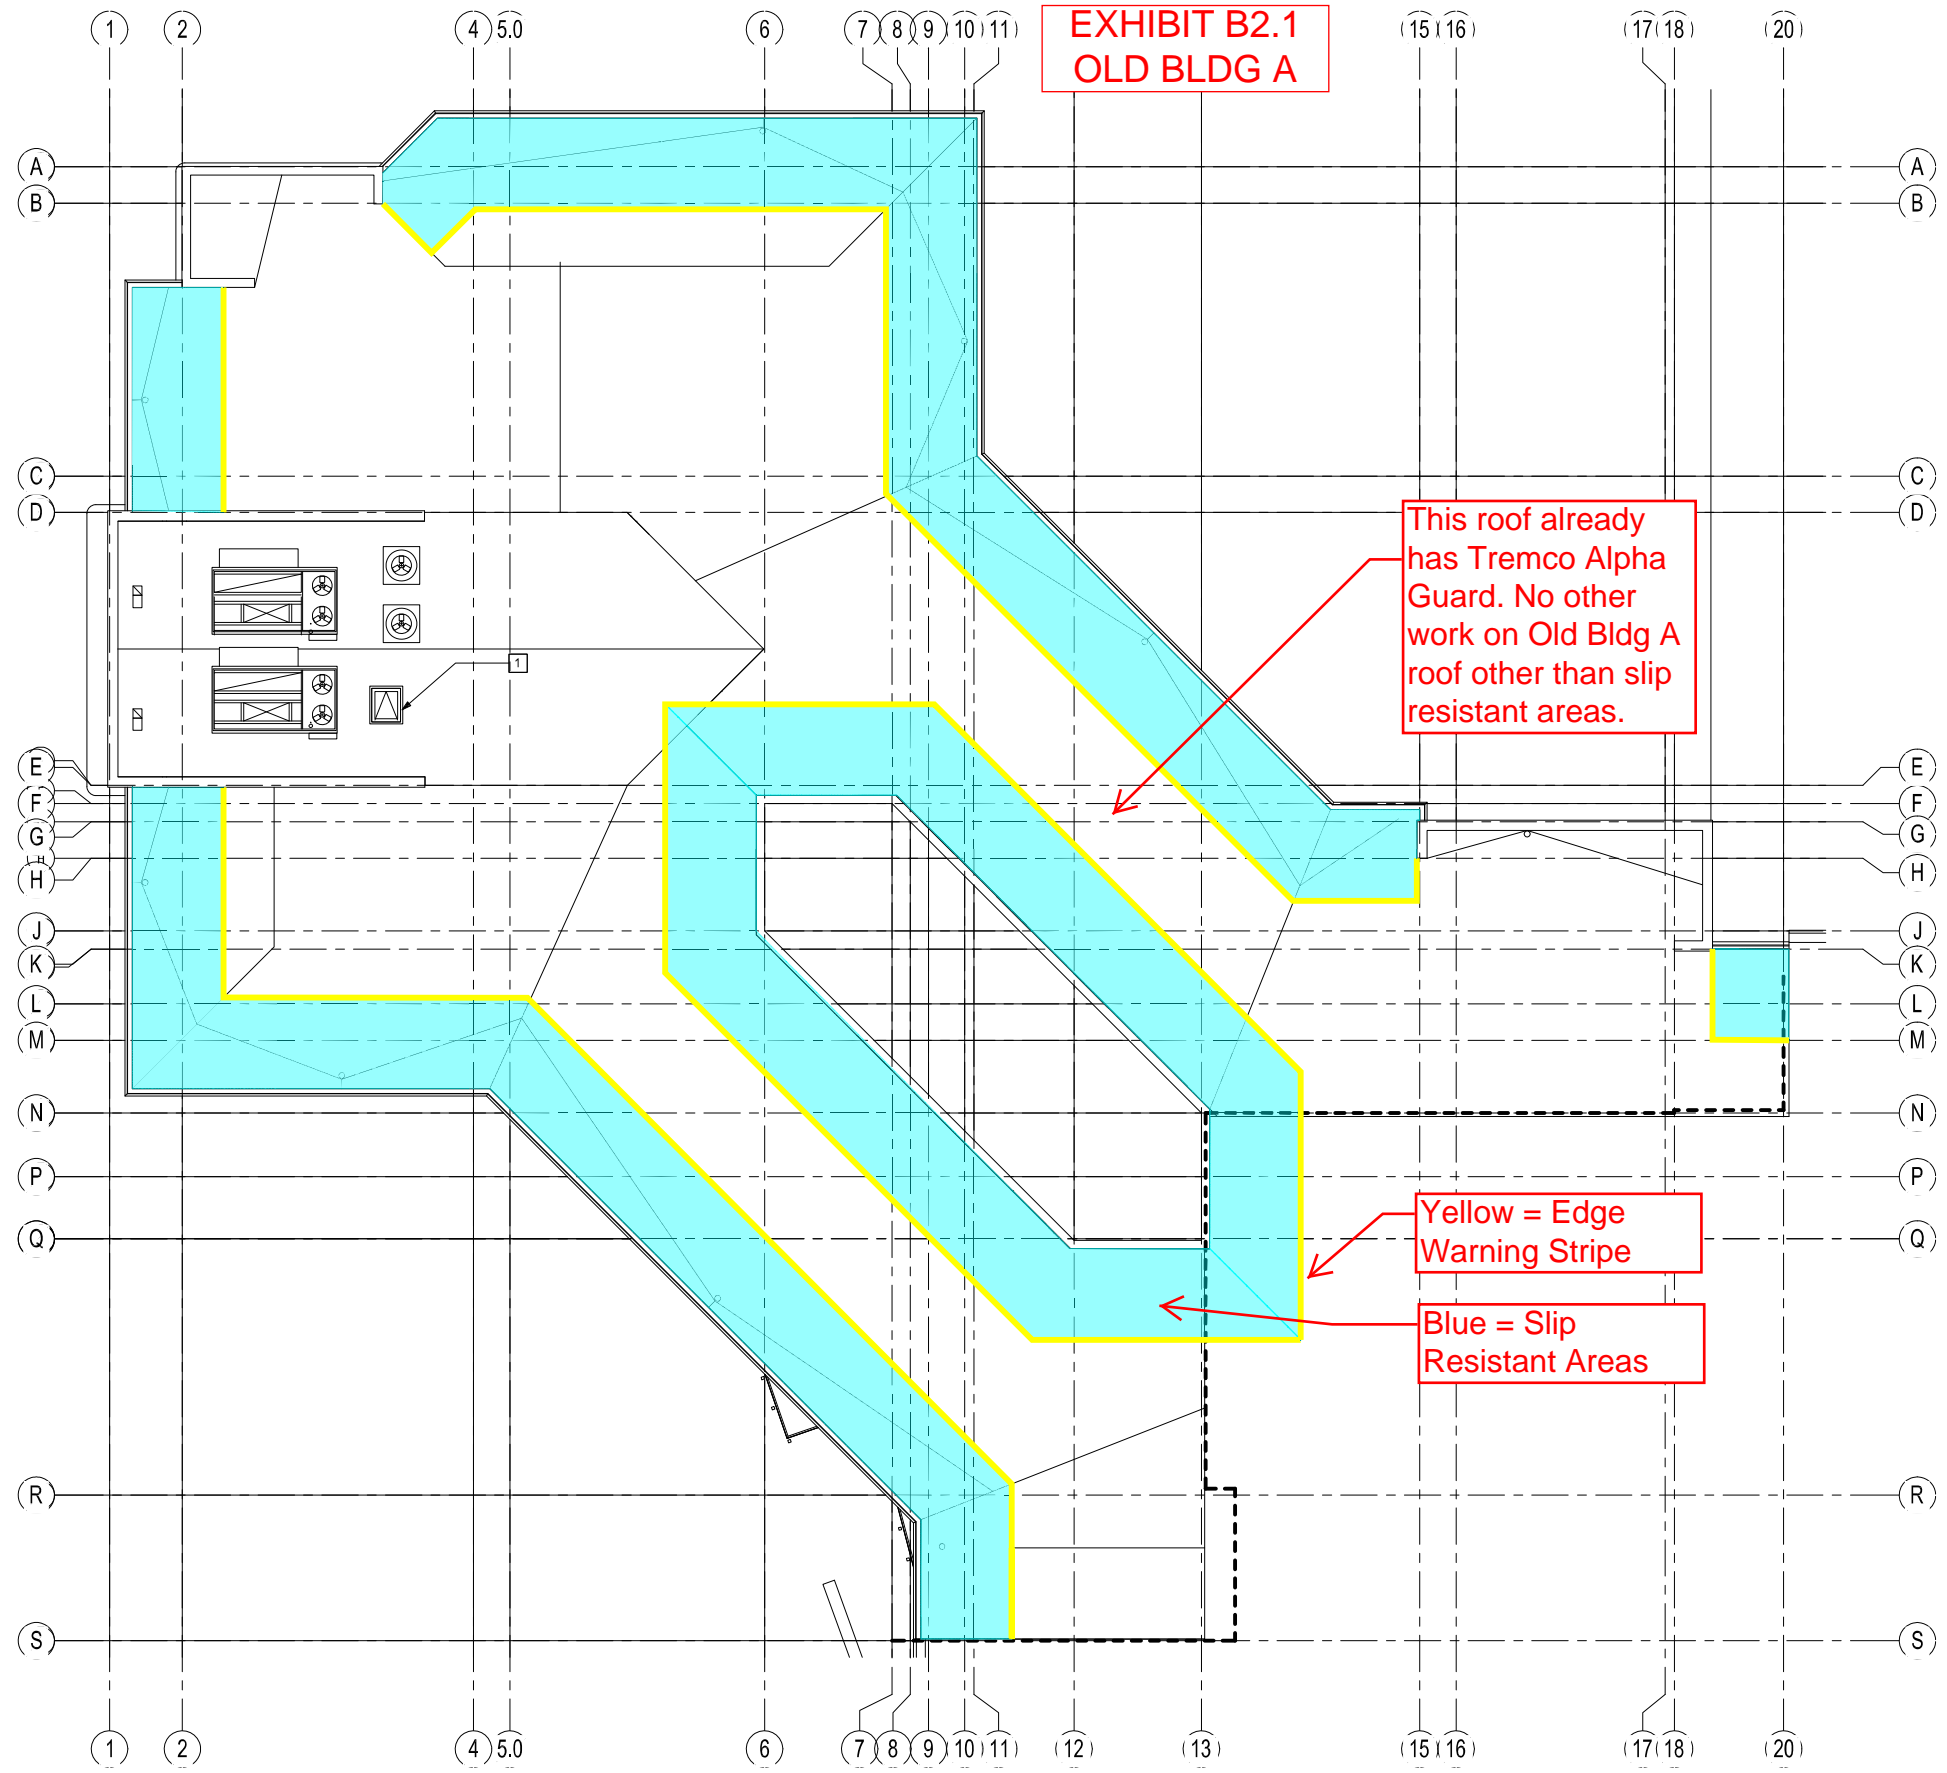 1 2 4 5.0 6 7 8 9 10 11 15 16 17 18 20
EXHIBIT B2.1
OLD BLDG A
A A
B B
C C
D D
This roof already
has Tremco Alpha
Guard. No other
work on Old Bldg A
roof other than slip
resistant areas.
1
E E
F F
G G
H H
J J
K K
L L
M M
N N
P P
Q Q
Yellow = Edge
Warning Stripe
Blue = Slip
Resistant Areas
R R
S S
1 2 4 5.0 6 7 8 9 10 11 12 13 15 16 17 18 20